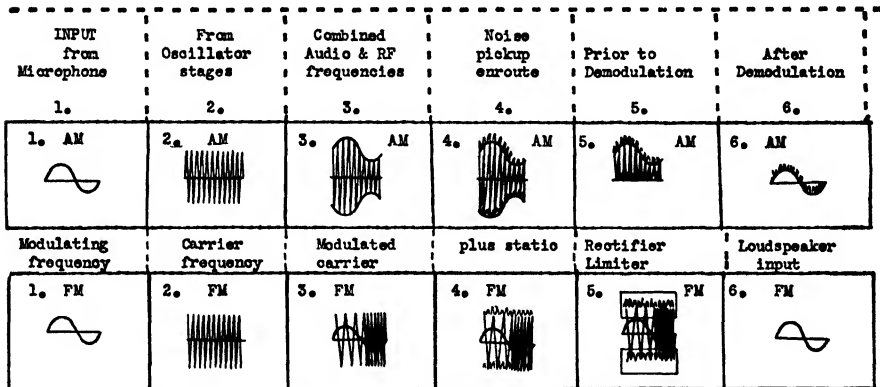 INPUT
from
Microphone
1.
From
Oscillator
stages
2.
Combined
Audio & RF
frequencies
3.
Noise
pickup
enroute
4.
Prior to
Demodulation
5.
After
Demodulation
6.
1. AM
2. AM
3. AM
4. AM
5. AM
6. AM
Modulating
frequency
Carrier
frequency
Modulated
carrier
plus static
Rectifier
Limiter
Loudspeaker
input
1. FM
2. FM
3. FM
4. FM
5. FM
6. FM